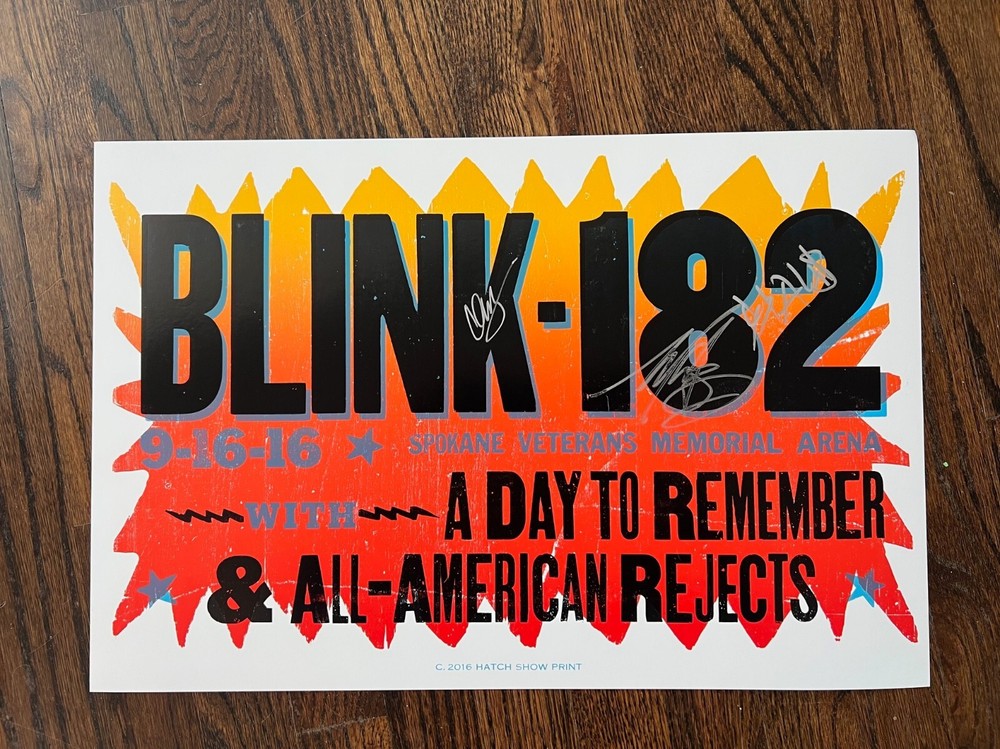 BLINK-182
9-16-16 ★ SPOKANE VETERANS MEMORIAL ARENA
WITH A DAY TO REMEMBER
& ALL-AMERICAN REJECTS
C. 2016 HATCH SHOW PRINT